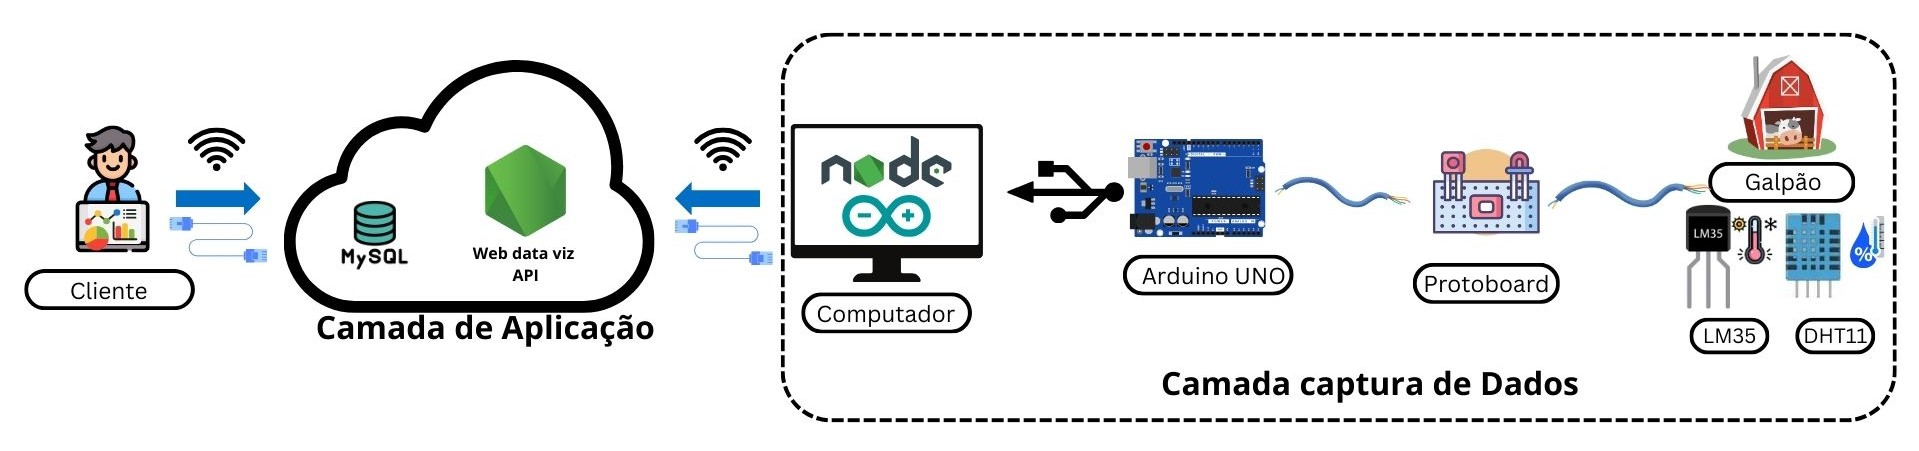 Cliente
MySQL
Web data viz
API
Camada de Aplicação
node
Computador
Arduino UNO
Protoboard
Galpão
LM35
%
LM35
DHT11
Camada captura de Dados